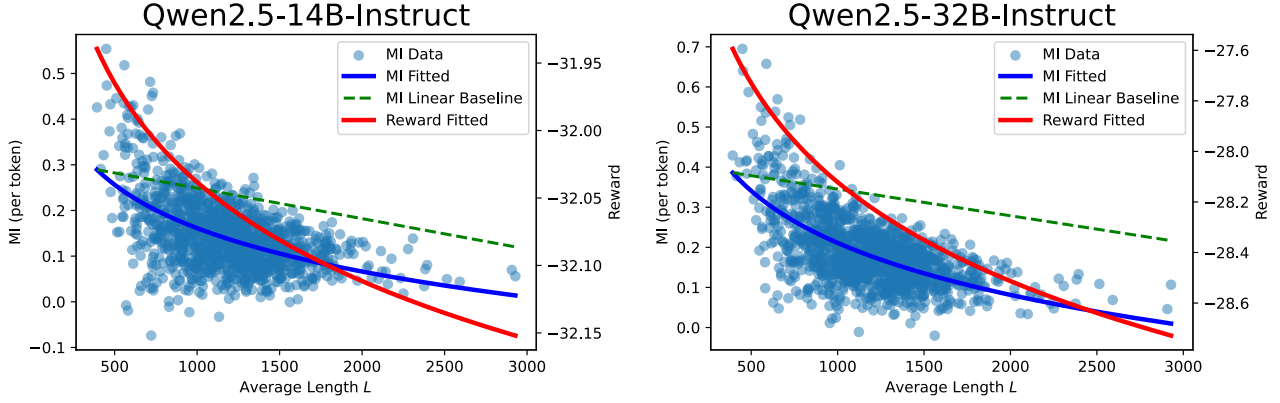 Qwen2.5-14B-Instruct
MI Data
MI Fitted
MI Linear Baseline
Reward Fitted
0.5
0.4
0.3
0.2
0.1
0.0
−0.1
MI (per token)
−31.95
−32.00
−32.05
−32.10
−32.15
Reward
500 1000 1500 2000 2500 3000
Average Length L
Qwen2.5-32B-Instruct
MI Data
MI Fitted
MI Linear Baseline
Reward Fitted
0.7
0.6
0.5
0.4
0.3
0.2
0.1
0.0
MI (per token)
−27.6
−27.8
−28.0
−28.2
−28.4
−28.6
Reward
500 1000 1500 2000 2500 3000
Average Length L